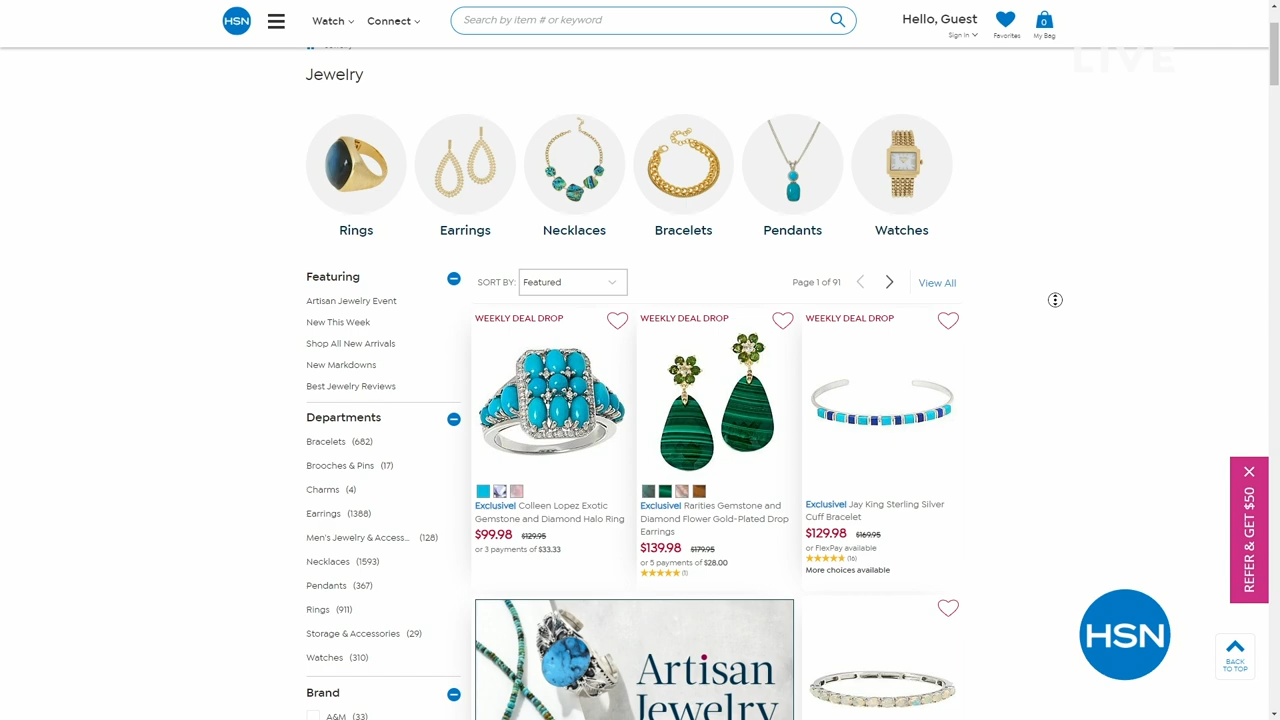 HSN
Watch
Connect
Search by item # or keyword
Hello, Guest
Sign In
Favorites
0
My Bag
LIVE
Jewelry
Rings
Earrings
Necklaces
Bracelets
Pendants
Watches
Featuring
Artisan Jewelry Event
New This Week
Shop All New Arrivals
New Markdowns
Best Jewelry Reviews
Departments
Bracelets (682)
Brooches & Pins (17)
Charms (4)
Earrings (1388)
Men's Jewelry & Access... (128)
Necklaces (1593)
Pendants (367)
Rings (911)
Storage & Accessories (29)
Watches (310)
Brand
A&M (33)
SORT BY: Featured
Page 1 of 91
View All
WEEKLY DEAL DROP
Exclusive! Colleen Lopez Exotic
Gemstone and Diamond Halo Ring
$99.98 $129.95
or 3 payments of $33.33
WEEKLY DEAL DROP
Exclusive! Rarities Gemstone and
Diamond Flower Gold-Plated Drop
Earrings
$139.98 $179.95
or 5 payments of $28.00
(1)
WEEKLY DEAL DROP
Exclusive! Jay King Sterling Silver
Cuff Bracelet
$129.98 $169.95
or FlexPay available
(16)
More choices available
Artisan
Jewelry
REFER & GET $50
HSN
BACK
TO TOP